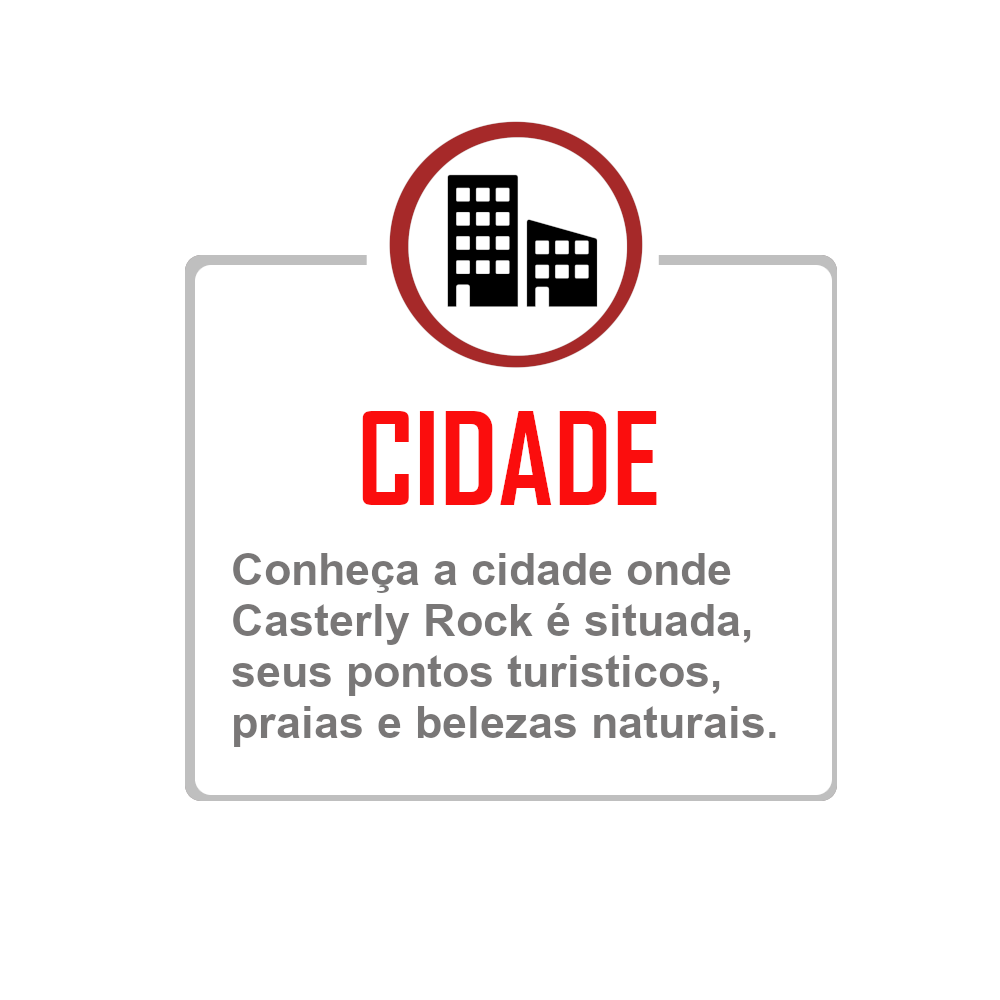 CIDADE
Conheça a cidade onde
Casterly Rock é situada,
seus pontos turisticos,
praias e belezas naturais.